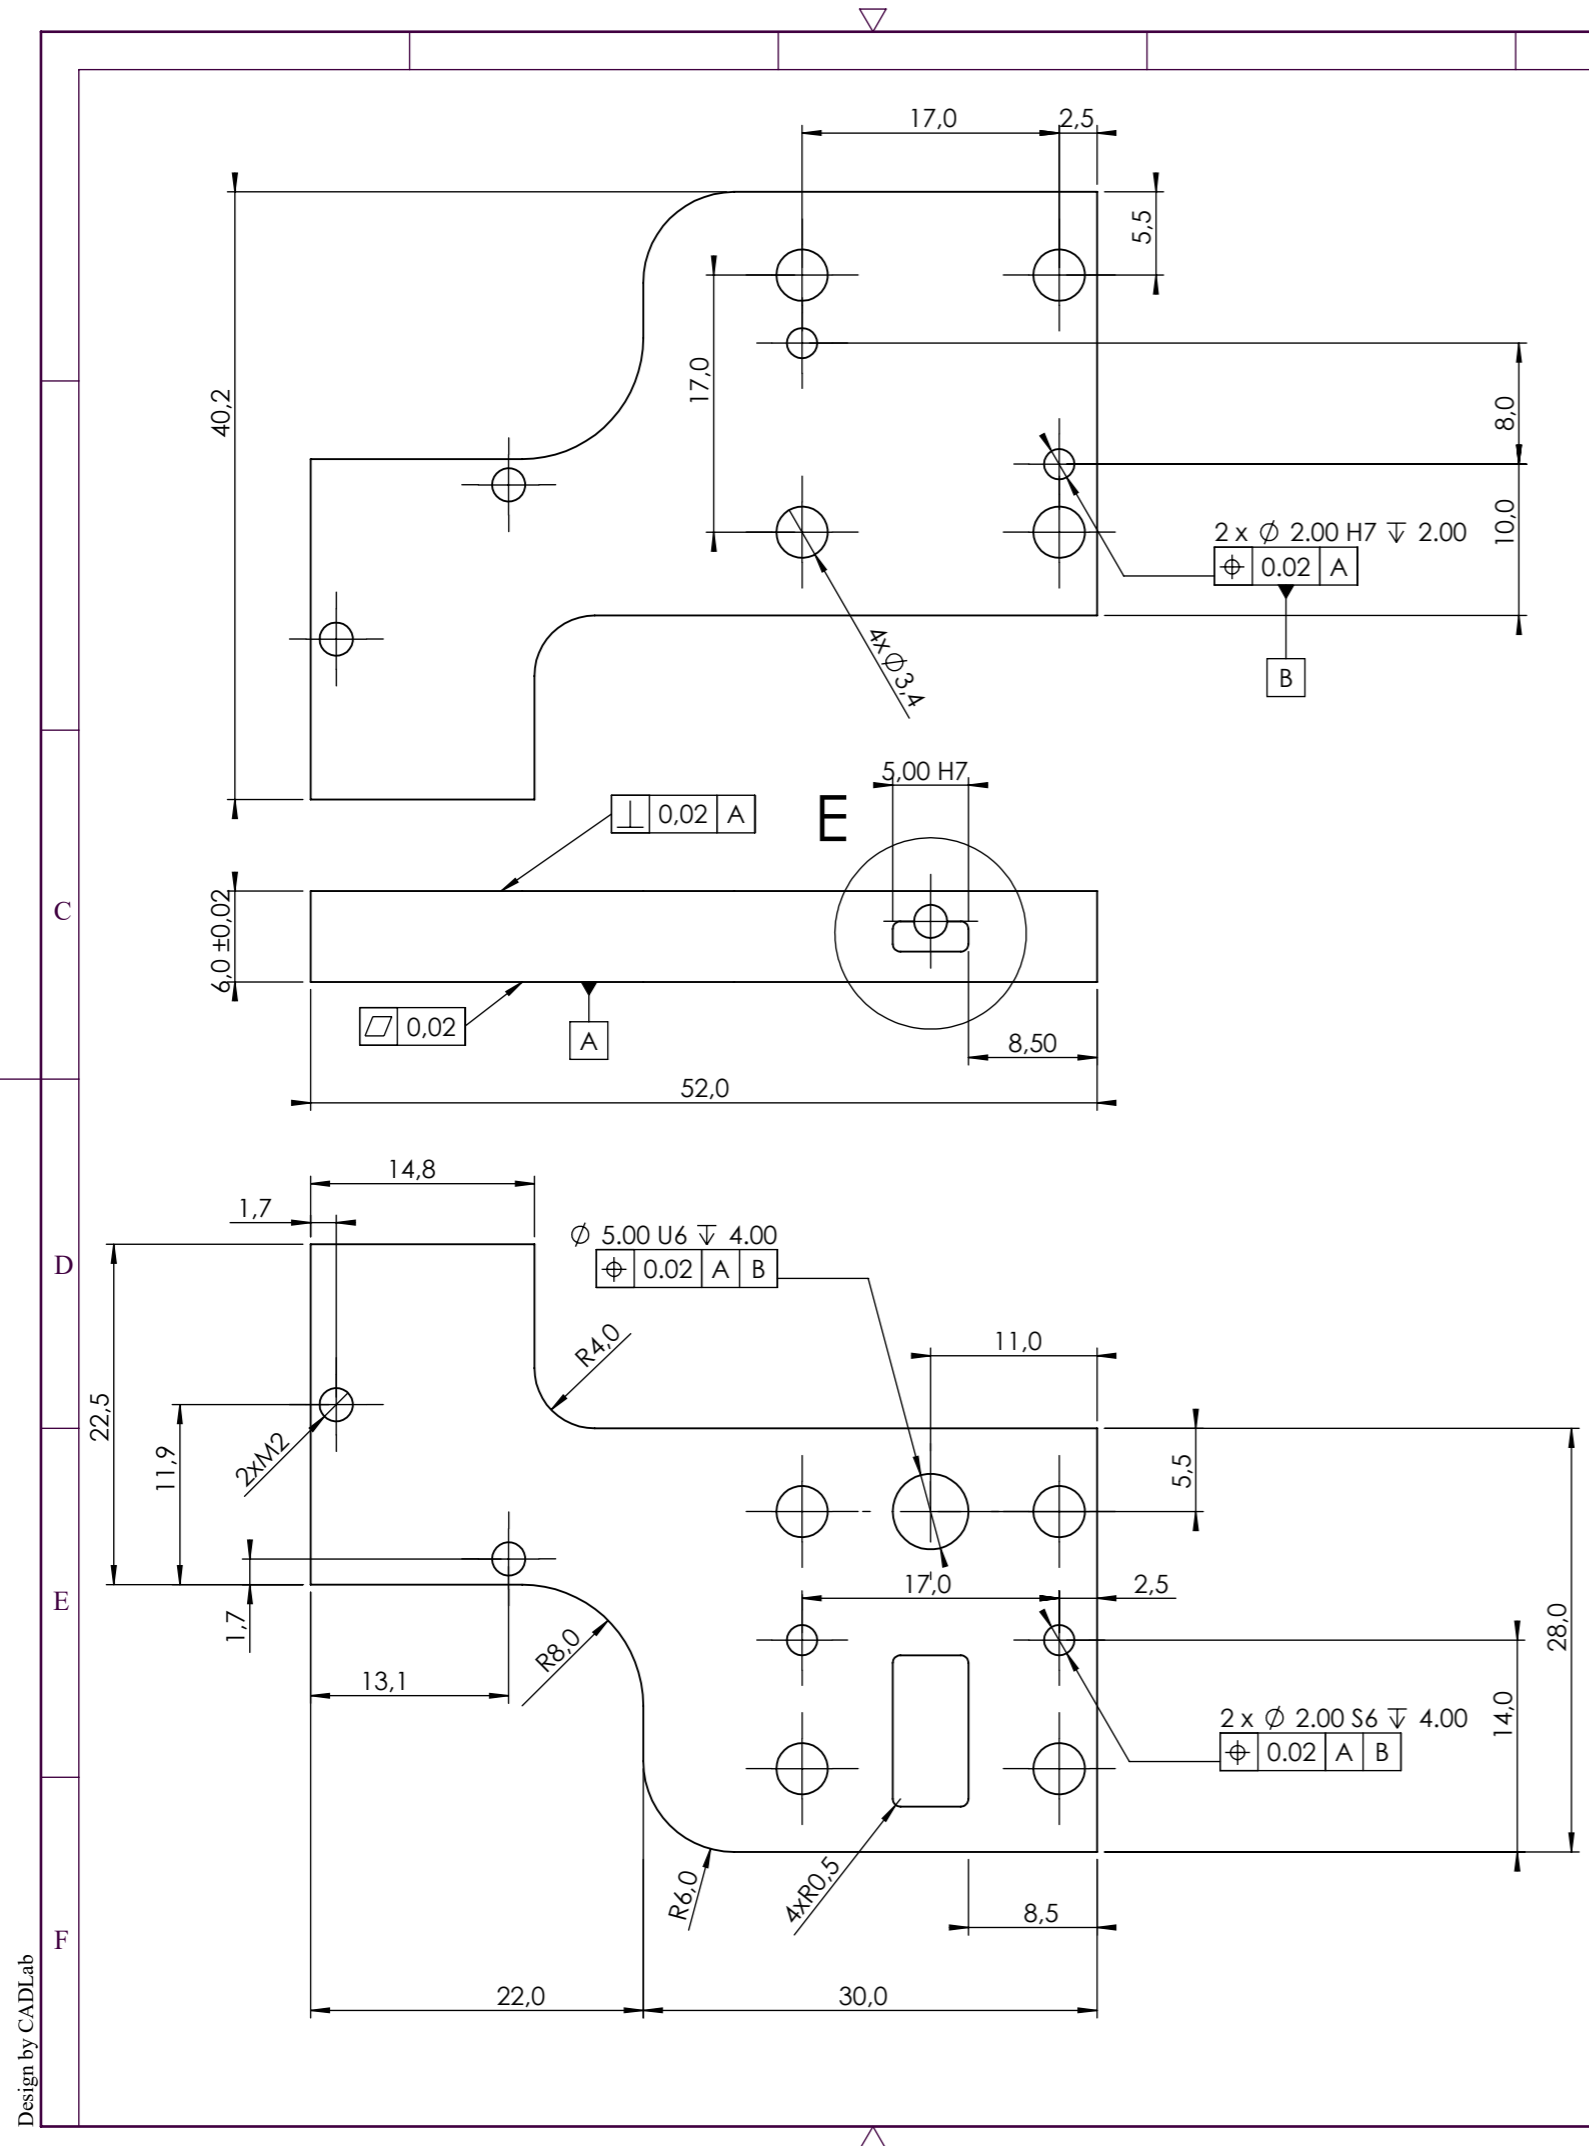 17,0
2,5
5,5
40,2
17,0
8,0
10,0
2 x ∅ 2.00 H7 ↧ 2.00
⌖ 0.02 A
B
4x∅3,4
5,00 H7
E
⊥ 0,02 A
C
6,0 ±0,02
⏥ 0,02
A
8,50
52,0
14,8
1,7
∅ 5.00 U6 ↧ 4.00
⌖ 0.02 A B
D
R4,0
11,0
22,5
11,9
2xM2
5,5
17,0
2,5
E
1,7
R8,0
13,1
28,0
14,0
2 x ∅ 2.00 S6 ↧ 4.00
⌖ 0.02 A B
R6,0
4xR0,5
8,5
F
22,0
30,0
Design by CADLab